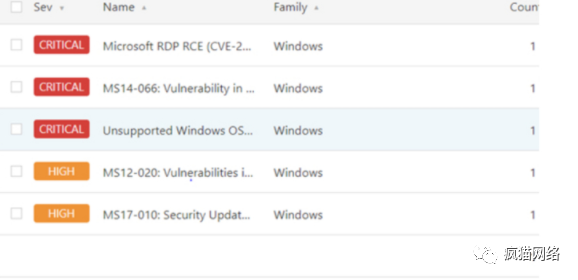 Sev Name Family Coun
CRITICAL Microsoft RDP RCE (CVE-2... Windows 1
CRITICAL MS14-066: Vulnerability in ... Windows 1
CRITICAL Unsupported Windows OS... Windows 1
HIGH MS12-020: Vulnerabilities i... Windows 1
HIGH MS17-010: Security Updat... Windows 1
疯猫网络